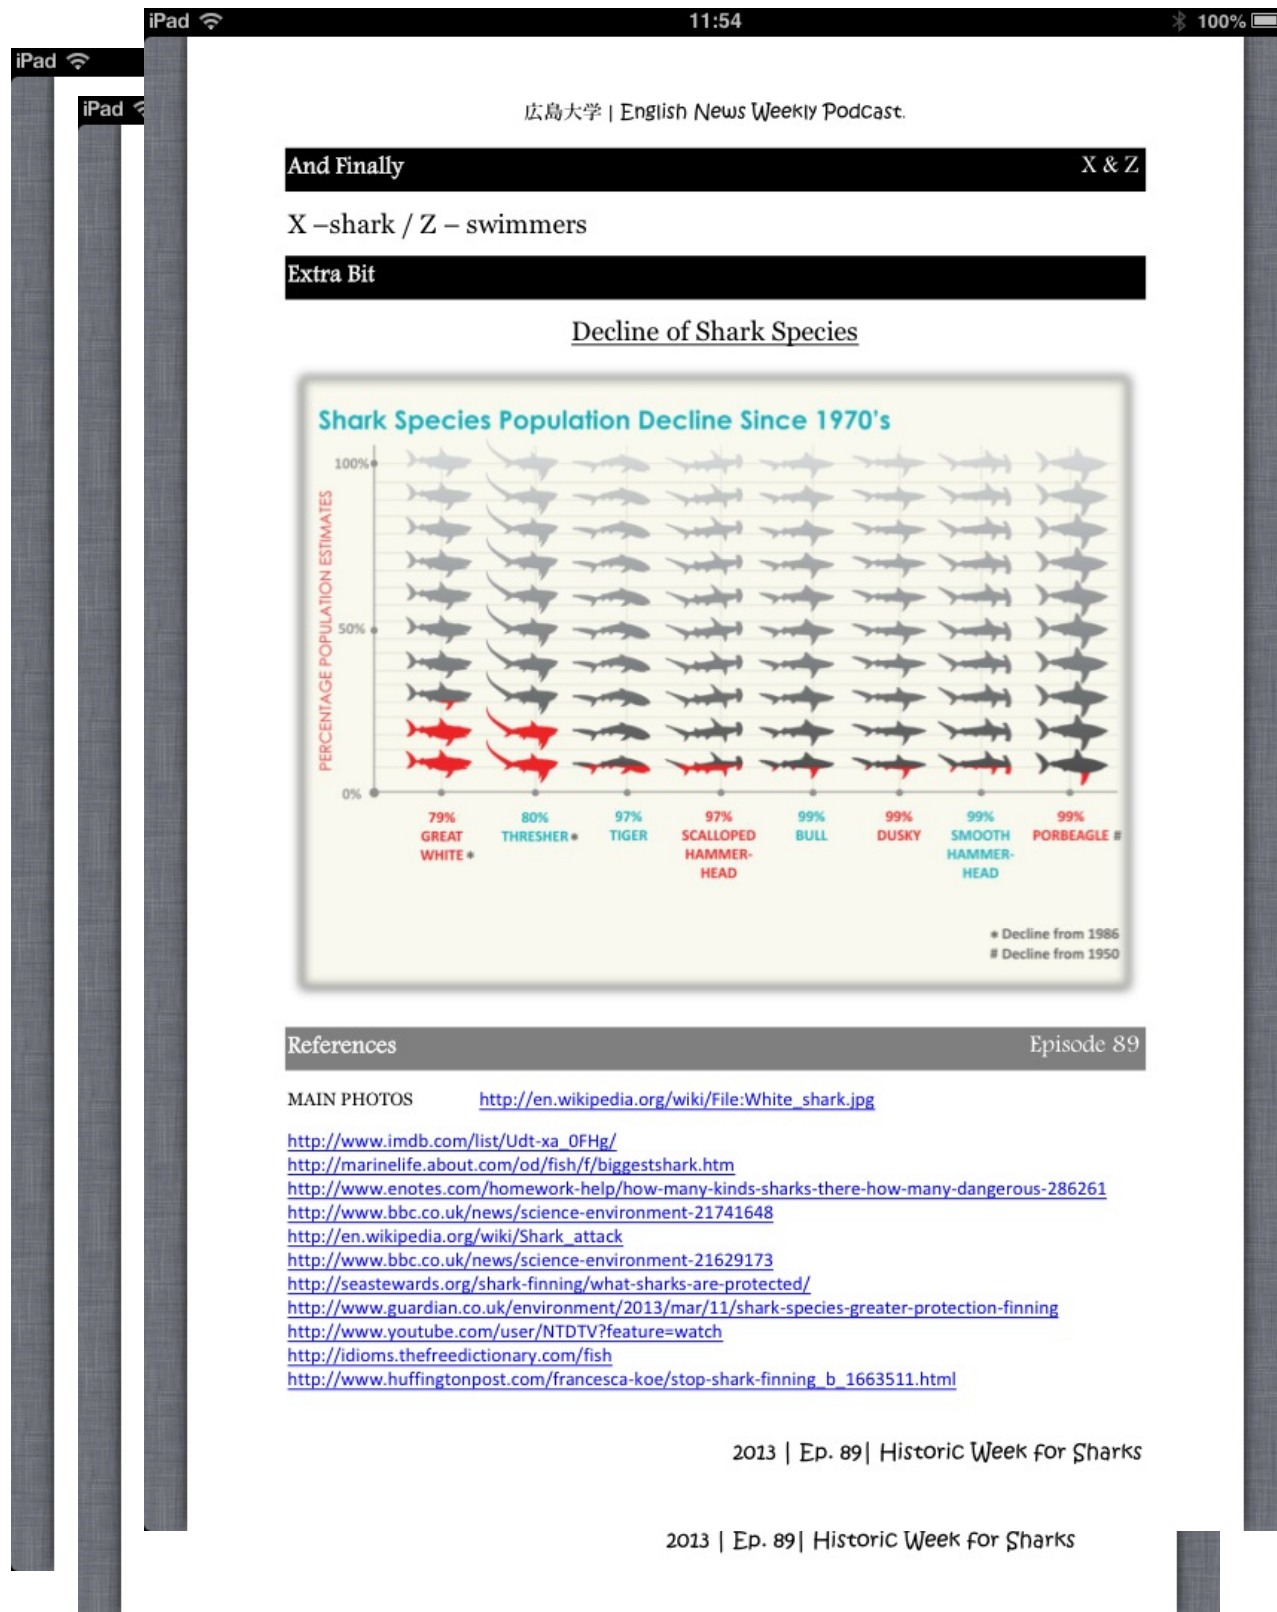 iPad 11:54 100%
iPad
iPad
広島大学 | English News Weekly Podcast.
And Finally X & Z
X –shark / Z – swimmers
Extra Bit
Decline of Shark Species
Shark Species Population Decline Since 1970's
PERCENTAGE POPULATION ESTIMATES
100%
50%
0%
79% GREAT WHITE *
80% THRESHER *
97% TIGER
97% SCALLOPED HAMMER-HEAD
99% BULL
99% DUSKY
99% SMOOTH HAMMER-HEAD
99% PORBEAGLE #
* Decline from 1986
# Decline from 1950
References Episode 89
MAIN PHOTOS http://en.wikipedia.org/wiki/File:White_shark.jpg
http://www.imdb.com/list/Udt-xa_0FHg/
http://marinelife.about.com/od/fish/f/biggestshark.htm
http://www.enotes.com/homework-help/how-many-kinds-sharks-there-how-many-dangerous-286261
http://www.bbc.co.uk/news/science-environment-21741648
http://en.wikipedia.org/wiki/Shark_attack
http://www.bbc.co.uk/news/science-environment-21629173
http://seastewards.org/shark-finning/what-sharks-are-protected/
http://www.guardian.co.uk/environment/2013/mar/11/shark-species-greater-protection-finning
http://www.youtube.com/user/NTDTV?feature=watch
http://idioms.thefreedictionary.com/fish
http://www.huffingtonpost.com/francesca-koe/stop-shark-finning_b_1663511.html
2013 | Ep. 89| Historic Week for Sharks
2013 | Ep. 89| Historic Week for Sharks